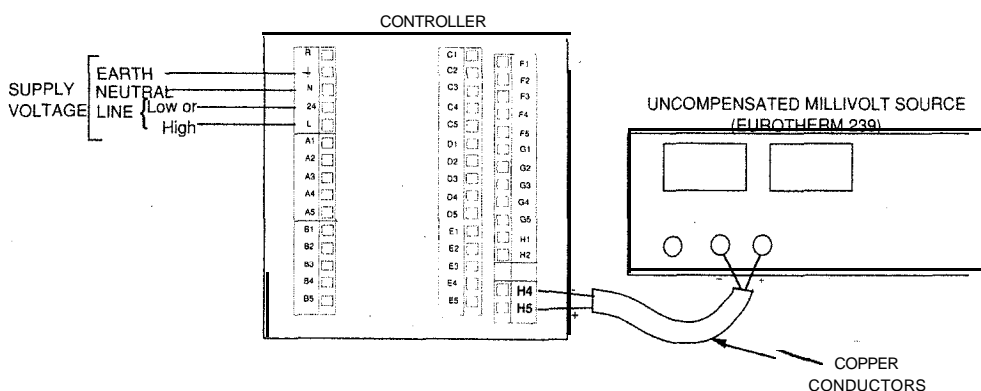 CONTROLLER
SUPPLY VOLTAGE
EARTH
NEUTRAL
LINE { Low or
High
R
N
24
L
A1
A2
A3
A4
A5
B1
B2
B3
B4
B5
C1
C2
C3
C4
C5
D1
D2
D3
D4
D5
E1
E2
E3
E4
E5
F1
F2
F3
F4
F5
G1
G2
G3
G4
G5
H1
H2
H4 -
H5 +
UNCOMPENSATED MILLIVOLT SOURCE
(EUROTHERM 239)
- +
COPPER
CONDUCTORS